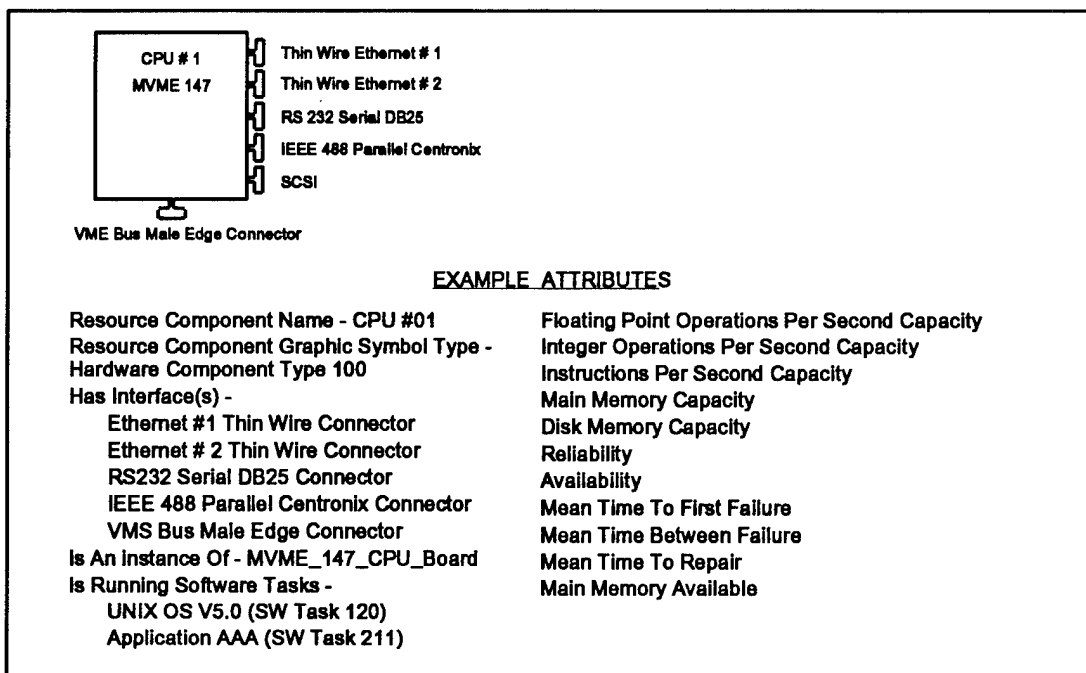 CPU # 1
MVME 147
Thin Wire Ethernet # 1
Thin Wire Ethernet # 2
RS 232 Serial DB25
IEEE 488 Parallel Centronix
SCSI
VME Bus Male Edge Connector
EXAMPLE ATTRIBUTES
Resource Component Name - CPU #01
Resource Component Graphic Symbol Type -
Hardware Component Type 100
Has Interface(s) -
Ethernet #1 Thin Wire Connector
Ethernet # 2 Thin Wire Connector
RS232 Serial DB25 Connector
IEEE 488 Parallel Centronix Connector
VMS Bus Male Edge Connector
Is An Instance Of - MVME_147_CPU_Board
Is Running Software Tasks -
UNIX OS V5.0 (SW Task 120)
Application AAA (SW Task 211)
Floating Point Operations Per Second Capacity
Integer Operations Per Second Capacity
Instructions Per Second Capacity
Main Memory Capacity
Disk Memory Capacity
Reliability
Availability
Mean Time To First Failure
Mean Time Between Failure
Mean Time To Repair
Main Memory Available